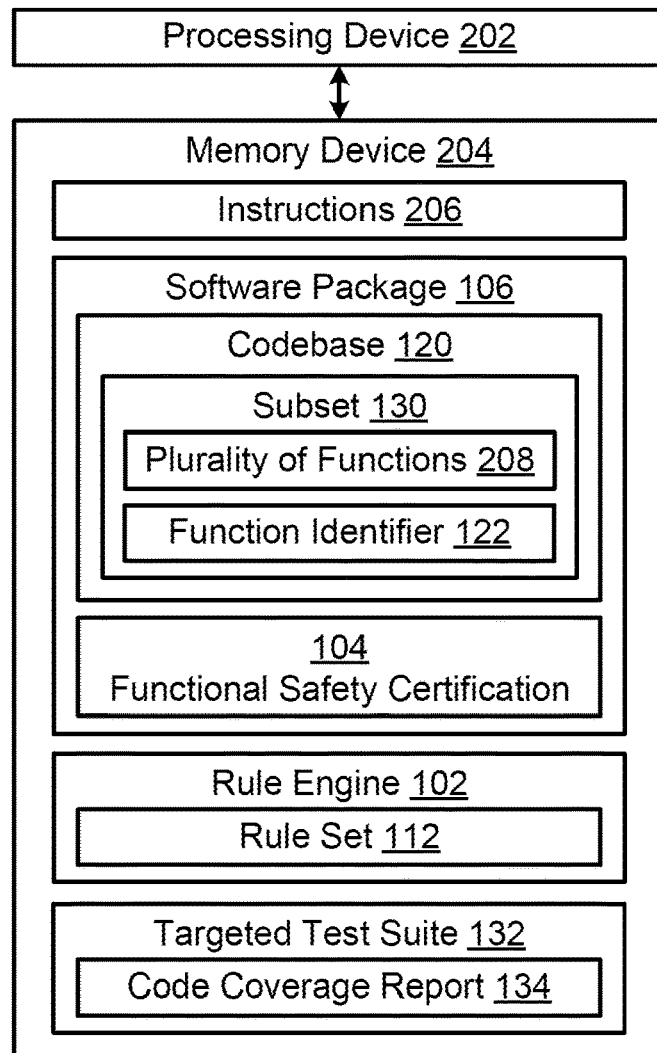 Processing Device 202
Memory Device 204
Instructions 206
Software Package 106
Codebase 120
Subset 130
Plurality of Functions 208
Function Identifier 122
104
Functional Safety Certification
Rule Engine 102
Rule Set 112
Targeted Test Suite 132
Code Coverage Report 134